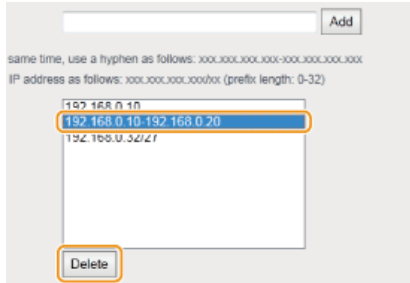 Add
same time, use a hyphen as follows: xxx.xxx.xxx.xxx-xxx.xxx.xxx.xxx
IP address as follows: xxx.xxx.xxx.xxx/xx (prefix length: 0-32)
192.168.0.10
192.168.0.10-192.168.0.20
192.168.0.32/27
Delete